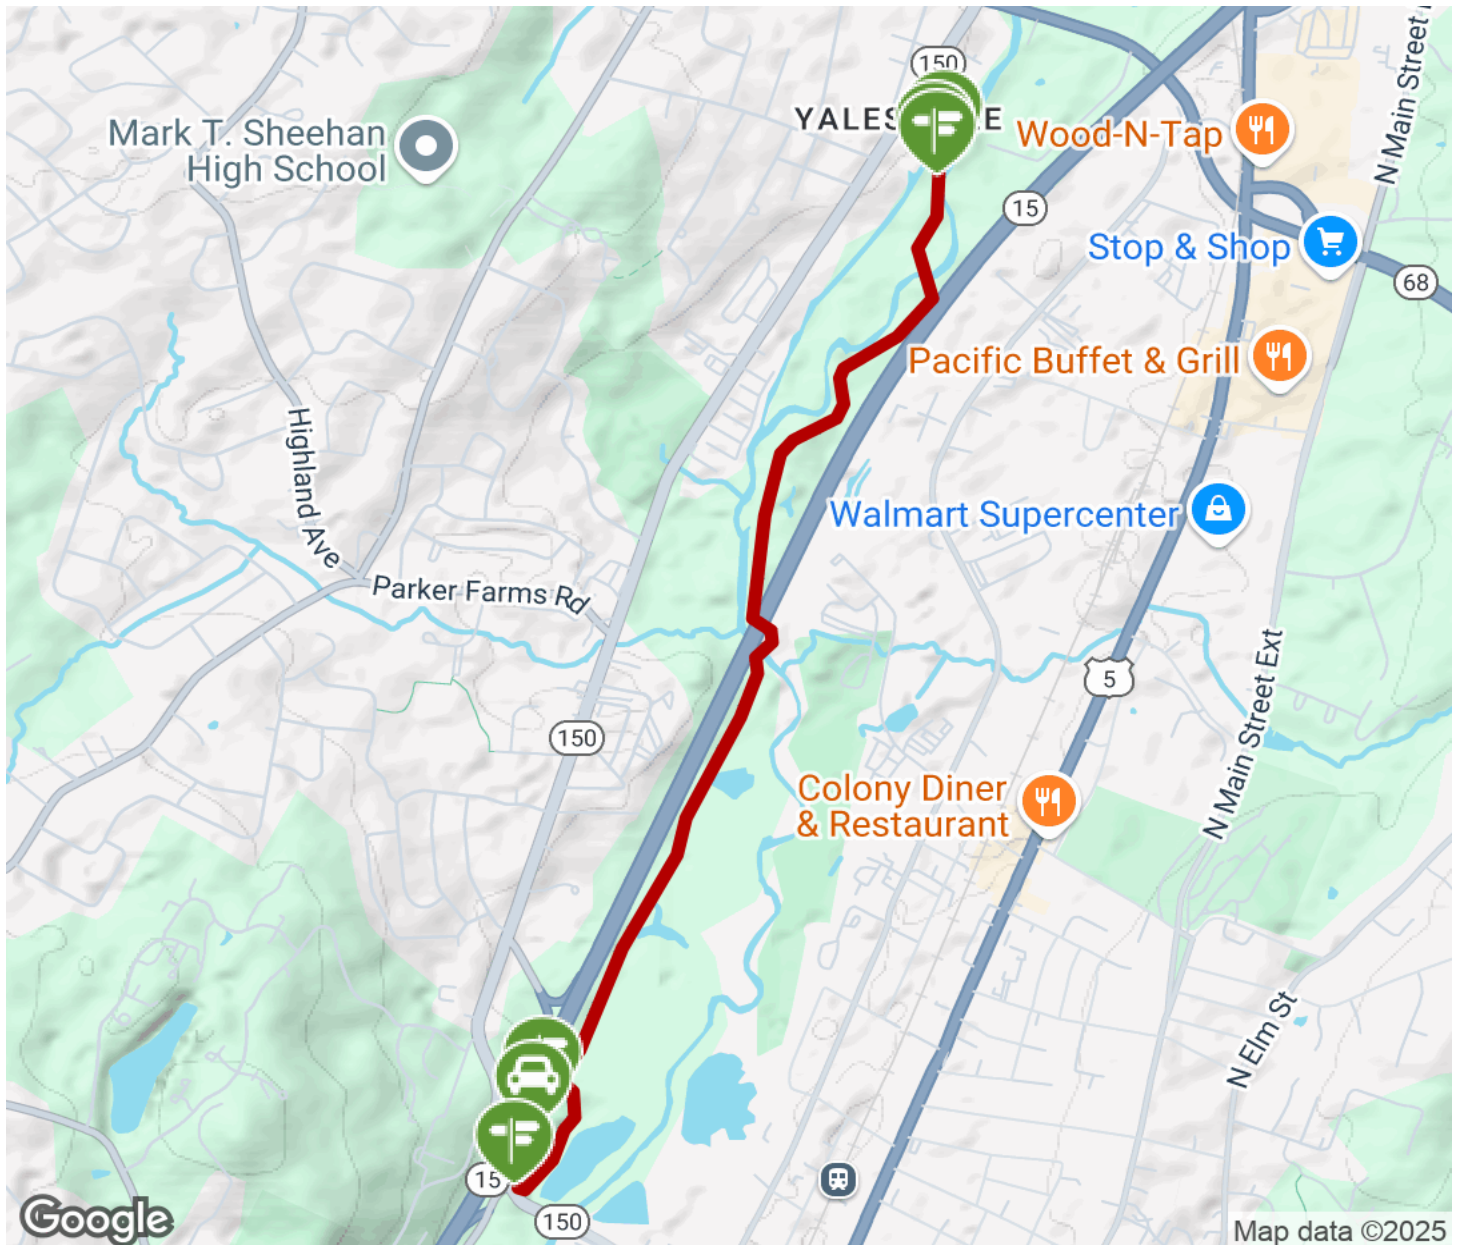 150
YALES E
Mark T. Sheehan
High School
Wood-N-Tap
N Main Street
15
Stop & Shop
68
Pacific Buffet & Grill
Highland Ave
Walmart Supercenter
Parker Farms Rd
5
N Main Street Ext
150
Colony Diner
& Restaurant
N Elm St
15
150
Google
Map data ©2025